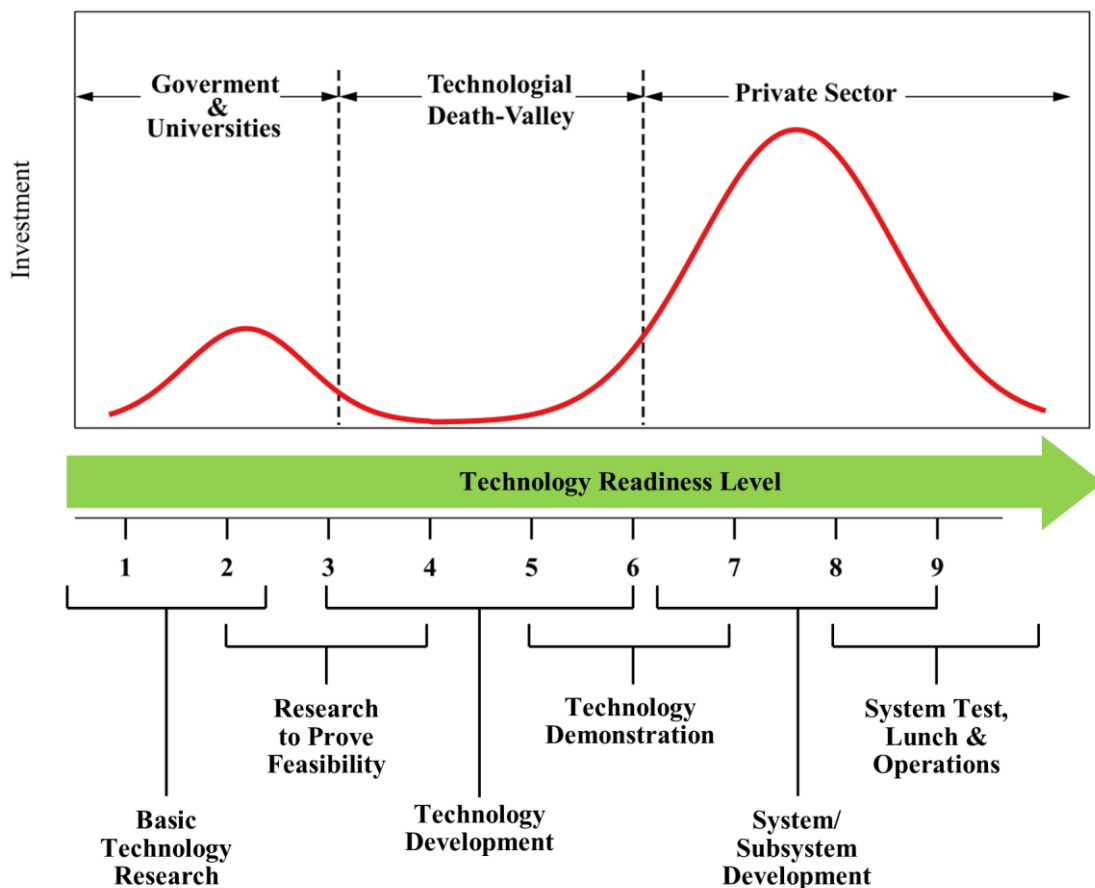 Goverment
&
Universities
Technologial
Death-Valley
Private Sector
Investment
Technology Readiness Level
1 2 3 4 5 6 7 8 9
Research
to Prove
Feasibility
Technology
Demonstration
System Test,
Lunch &
Operations
Basic
Technology
Research
Technology
Development
System/
Subsystem
Development